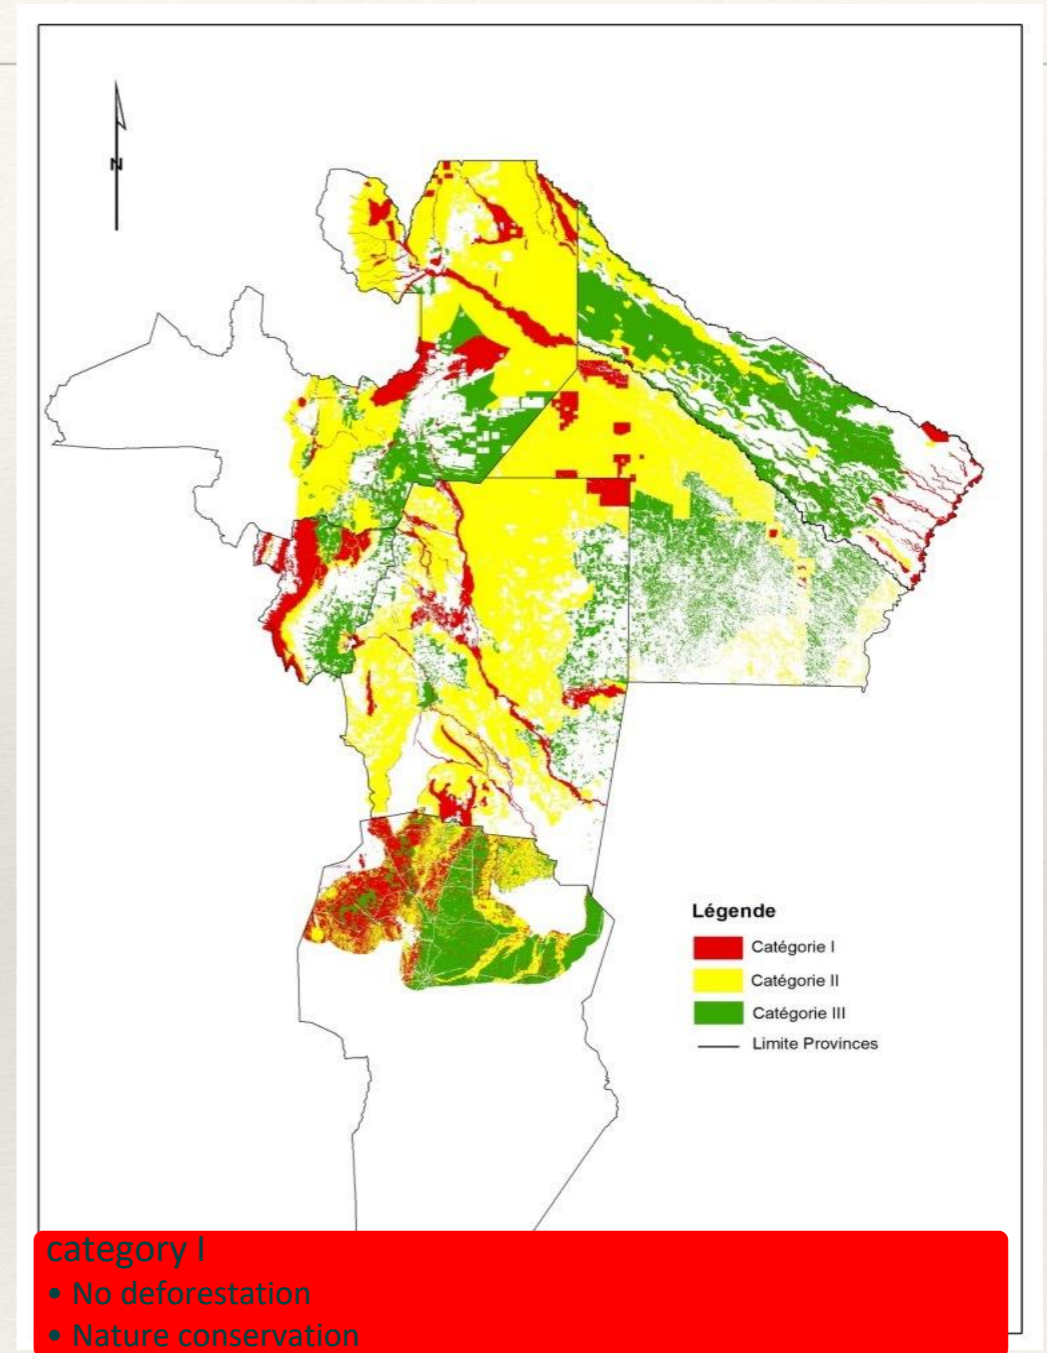 N
Légende
Catégorie I
Catégorie II
Catégorie III
Limite Provinces
category I
• No deforestation
• Nature conservation